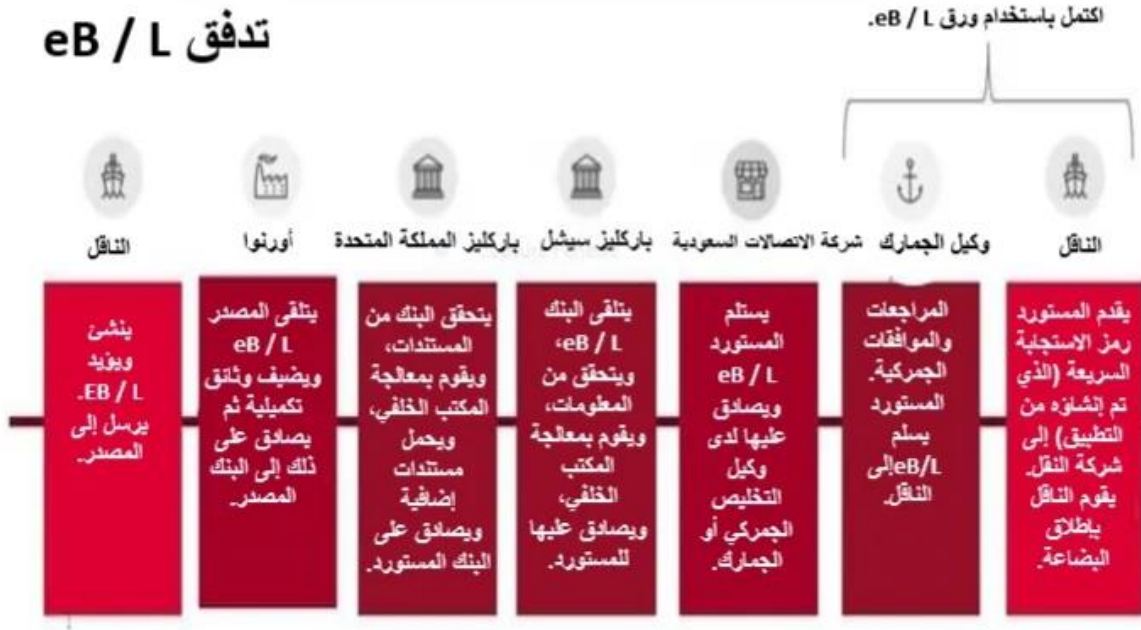 تدفق eB / L
اكتمل باستخدام ورق eB / L.
الناقل
ينشئ
ويؤيد
EB / L.
يرسل إلى
المصدر.
أورنوا
يتلقى المصدر
eB / L
ويضيف وثائق
تكميلية ثم
يصادق على
ذلك إلى البنك
المصدر.
باركليز المملكة المتحدة
يتحقق البنك من
المستندات،
ويقوم بمعالجة
المكتب الخلفي،
ويحمل
مستندات
إضافية
ويصادق على
البنك المستورد.
باركليز سيشل
يتلقى البنك
eB / L،
ويتحقق من
المعلومات،
ويقوم بمعالجة
المكتب
الخلفي،
ويصادق عليها
للمستورد.
شركة الاتصالات السعودية
يستلم
المستورد
eB / L
ويصادق
عليها لدى
وكيل
التخليص
الجمركي أو
الجمارك.
وكيل الجمارك
المراجعات
والموافقات
الجمركية.
المستورد
يسلم
eB/Lإلى
الناقل.
الناقل
يقدم المستورد
رمز الاستجابة
السريعة (الذي
تم إنشاؤه من
التطبيق) إلى
شركة النقل.
يقوم الناقل
بإطلاق
البضاعة.